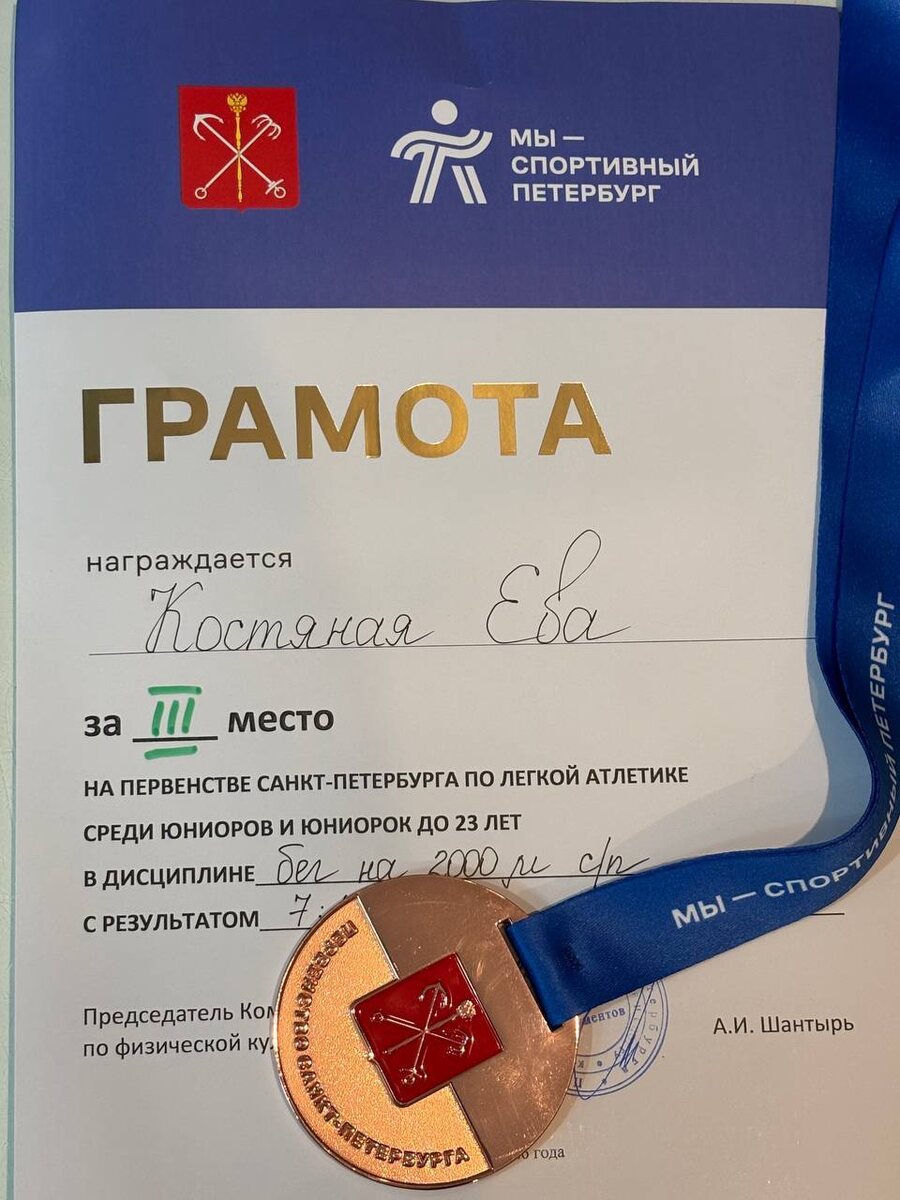 МЫ —
СПОРТИВНЫЙ
ПЕТЕРБУРГ
ГРАМОТА
награждается
Костяная Ева
за III место
НА ПЕРВЕНСТВЕ САНКТ-ПЕТЕРБУРГА ПО ЛЕГКОЙ АТЛЕТИКЕ
СРЕДИ ЮНИОРОВ И ЮНИОРОК ДО 23 ЛЕТ
В ДИСЦИПЛИНЕ бег на 2000 м с/п
С РЕЗУЛЬТАТОМ 7:
Председатель
по физической
А.И. Шантырь
года
ПЕРВЕНСТВО САНКТ-ПЕТЕРБУРГА
МЫ — СПОРТИВНЫЙ ПЕТЕРБУРГ